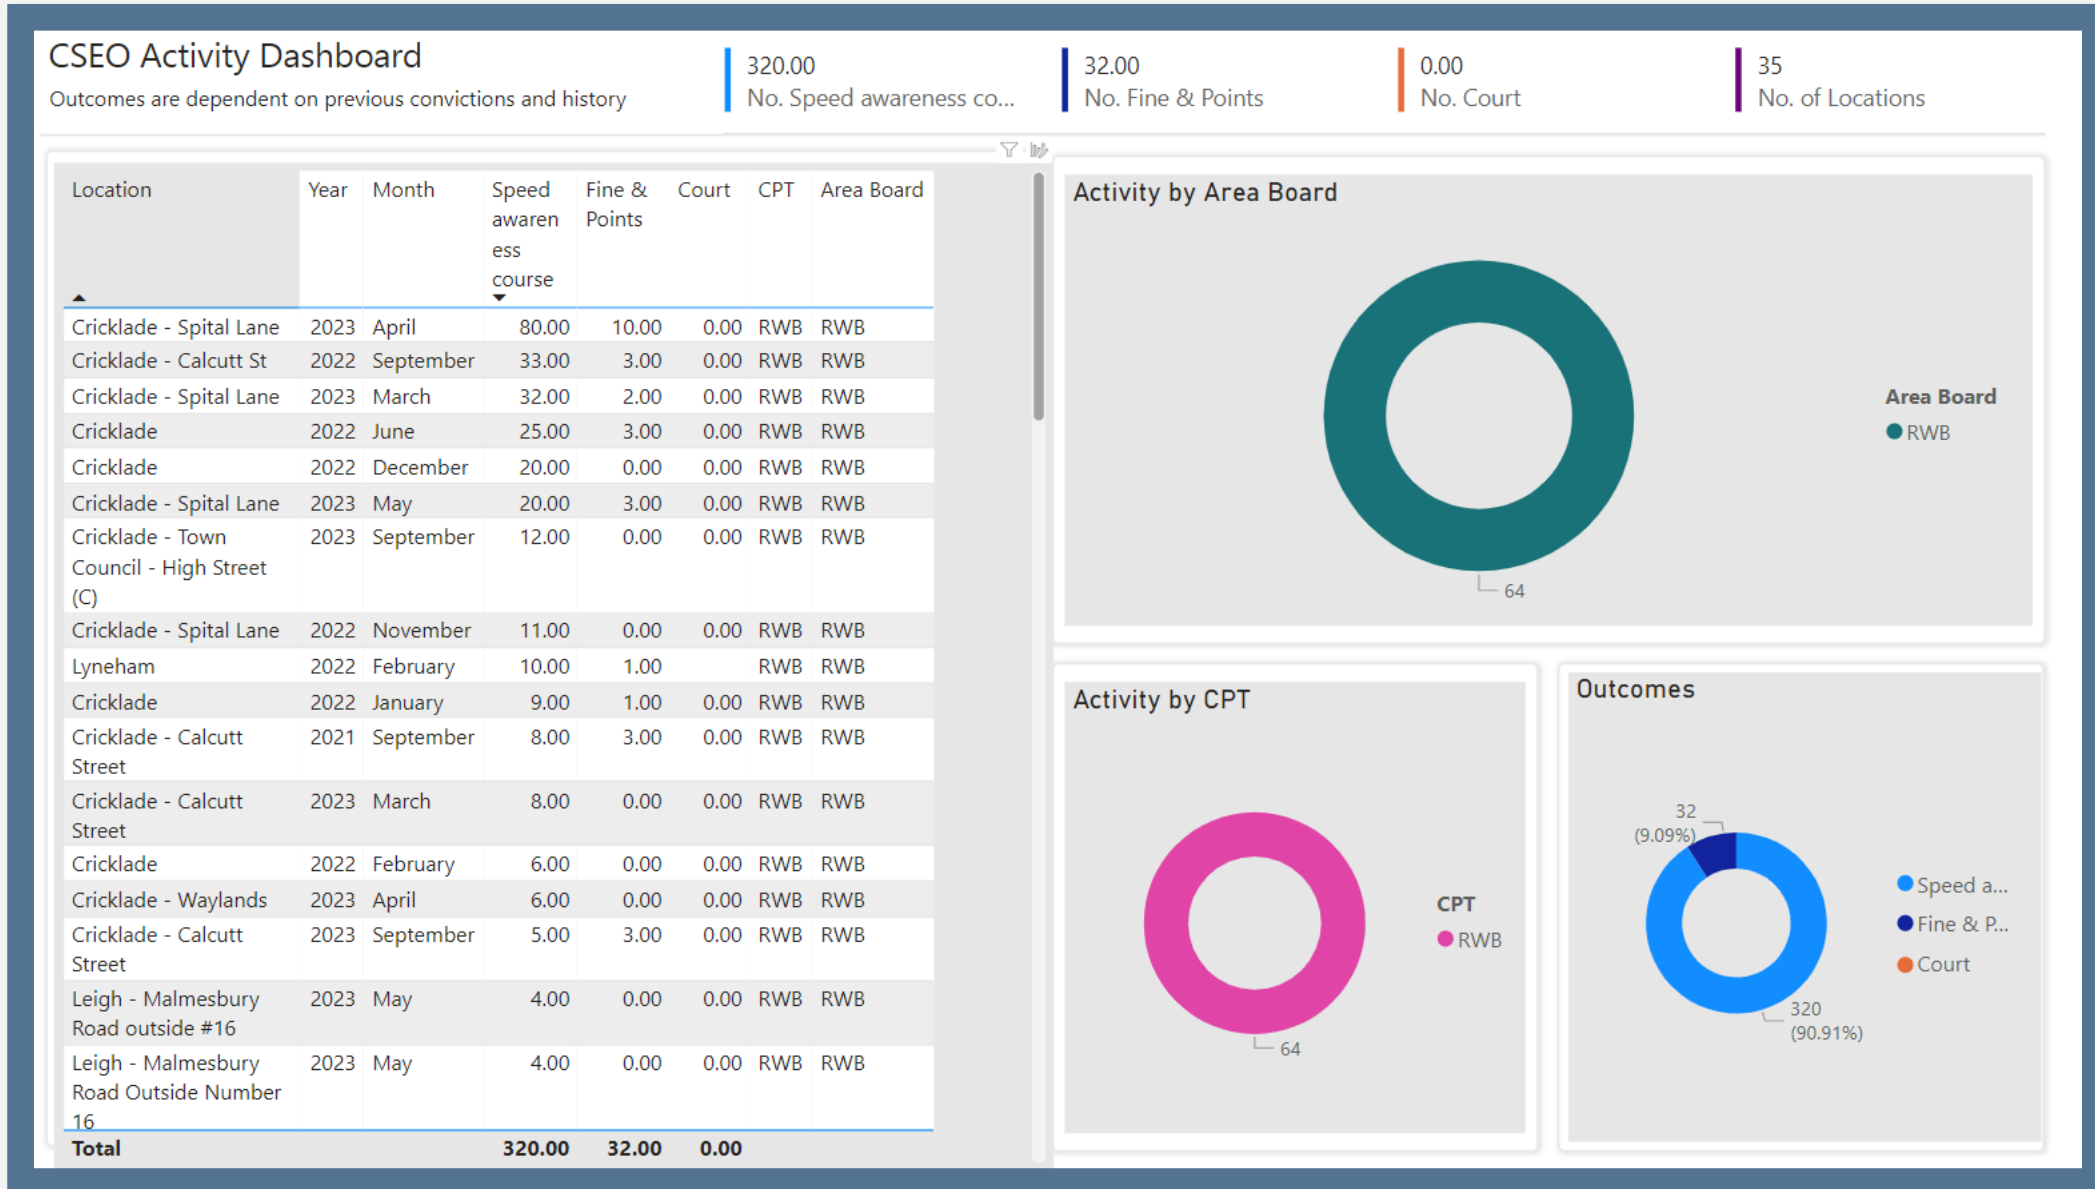 CSEO Activity Dashboard
Outcomes are dependent on previous convictions and history
320.00
No. Speed awareness co...
32.00
No. Fine & Points
0.00
No. Court
35
No. of Locations
Location Year Month Speed awaren ess course Fine & Points Court CPT Area Board
Cricklade - Spital Lane 2023 April 80.00 10.00 0.00 RWB RWB
Cricklade - Calcutt St 2022 September 33.00 3.00 0.00 RWB RWB
Cricklade - Spital Lane 2023 March 32.00 2.00 0.00 RWB RWB
Cricklade 2022 June 25.00 3.00 0.00 RWB RWB
Cricklade 2022 December 20.00 0.00 0.00 RWB RWB
Cricklade - Spital Lane 2023 May 20.00 3.00 0.00 RWB RWB
Cricklade - Town 2023 September 12.00 0.00 0.00 RWB RWB
Council - High Street
(C)
Cricklade - Spital Lane 2022 November 11.00 0.00 0.00 RWB RWB
Lyneham 2022 February 10.00 1.00 RWB RWB
Cricklade 2022 January 9.00 1.00 0.00 RWB RWB
Cricklade - Calcutt 2021 September 8.00 3.00 0.00 RWB RWB
Street
Cricklade - Calcutt 2023 March 8.00 0.00 0.00 RWB RWB
Street
Cricklade 2022 February 6.00 0.00 0.00 RWB RWB
Cricklade - Waylands 2023 April 6.00 0.00 0.00 RWB RWB
Cricklade - Calcutt 2023 September 5.00 3.00 0.00 RWB RWB
Street
Leigh - Malmesbury 2023 May 4.00 0.00 0.00 RWB RWB
Road outside #16
Leigh - Malmesbury 2023 May 4.00 0.00 0.00 RWB RWB
Road Outside Number
16
Total 320.00 32.00 0.00
Activity by Area Board
64
Area Board
RWB
Activity by CPT
64
CPT
RWB
Outcomes
32
(9.09%)
320
(90.91%)
Speed a...
Fine & P...
Court